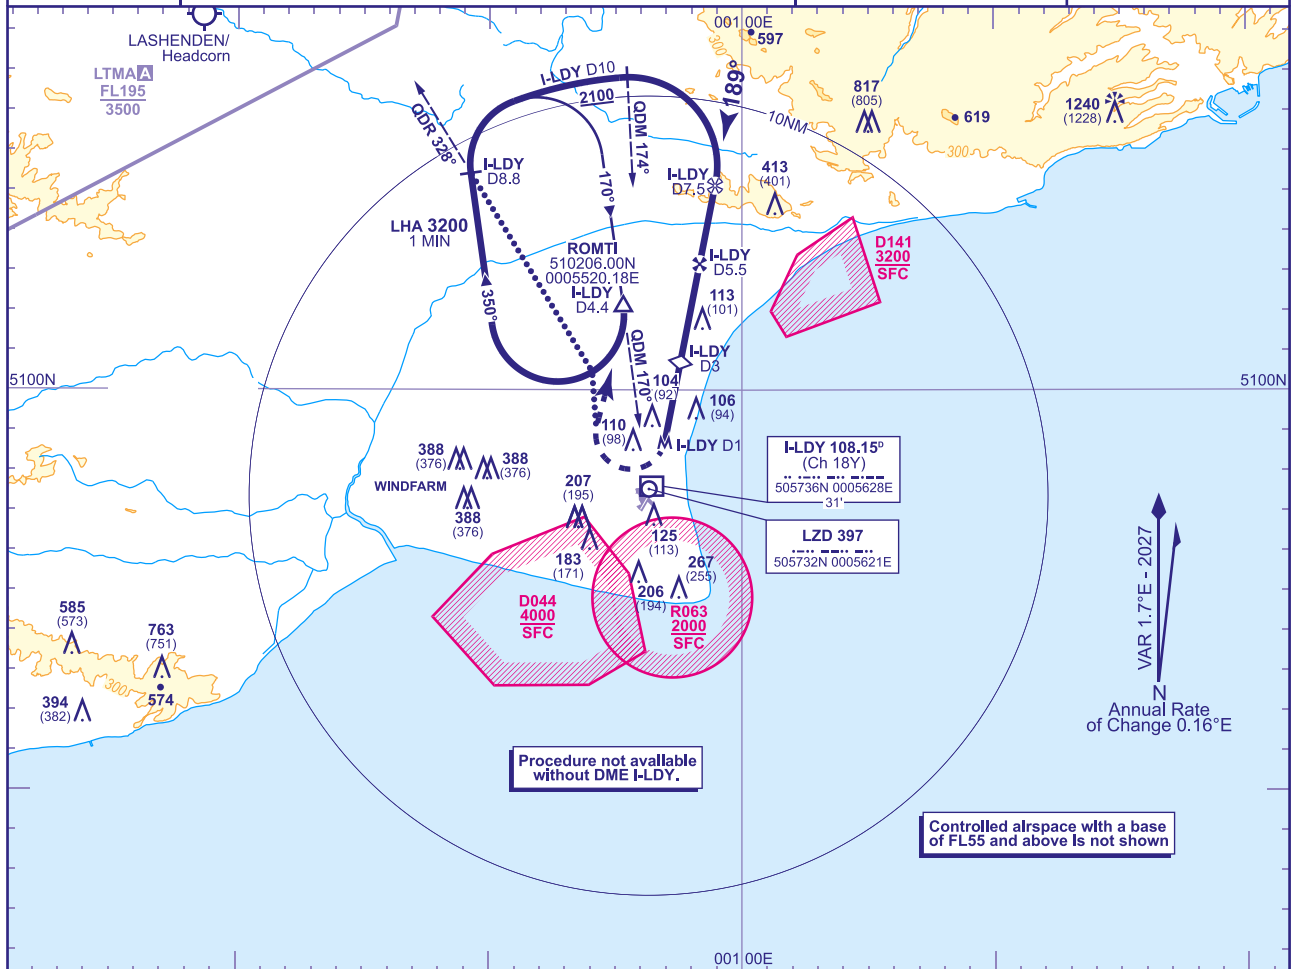 00100E
597
LASHENDEN/
Headcorn
LTMA A
FL195
3500
I-LDY D10
2100
189°
817
(805)
619
1240
(1228)
10NM
300
QDR 328°
QDM 174°
I-LDY
D8.8
I-LDY
D7.5
413
(401)
170°
LHA 3200
1 MIN
ROMTI
510206.00N
0005520.18E
I-LDY
D4.4
I-LDY
D5.5
D141
3200
SFC
350°
113
(101)
QDM 170°
I-LDY
D3
5100N
5100N
104
(92)
106
(94)
110
(98)
I-LDY D1
388
(376)
388
(376)
WINDFARM
388
(376)
207
(195)
I-LDY 108.15D
(Ch 18Y)
505736N 0005628E
31'
LZD 397
505732N 0005621E
125
(113)
183
(171)
267
(255)
206
(194)
D044
4000
SFC
R063
2000
SFC
585
(573)
763
(751)
300
574
394
(382)
VAR 1.7°E - 2027
N
Annual Rate
of Change 0.16°E
Procedure not available
without DME I-LDY.
Controlled airspace with a base
of FL55 and above is not shown
00100E